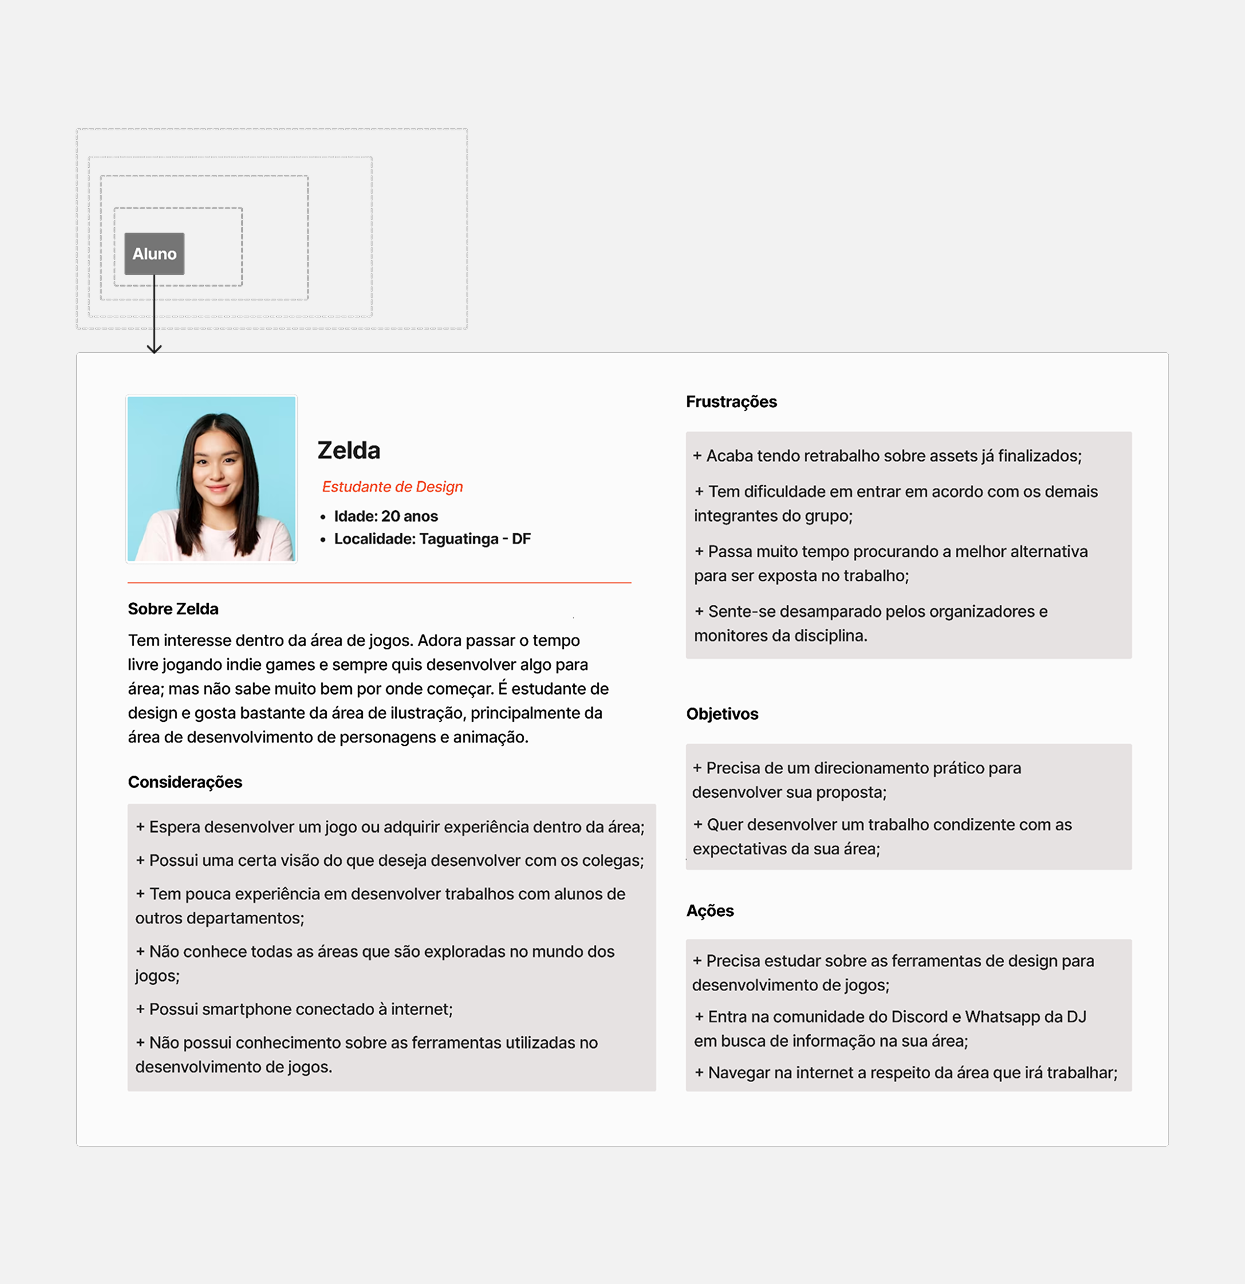 Aluno
Zelda
Estudante de Design
• Idade: 20 anos
• Localidade: Taguatinga - DF
Sobre Zelda
Tem interesse dentro da área de jogos. Adora passar o tempo
livre jogando indie games e sempre quis desenvolver algo para
área; mas não sabe muito bem por onde começar. É estudante de
design e gosta bastante da área de ilustração, principalmente da
área de desenvolvimento de personagens e animação.
Considerações
+ Espera desenvolver um jogo ou adquirir experiência dentro da área;
+ Possui uma certa visão do que deseja desenvolver com os colegas;
+ Tem pouca experiência em desenvolver trabalhos com alunos de
outros departamentos;
+ Não conhece todas as áreas que são exploradas no mundo dos
jogos;
+ Possui smartphone conectado à internet;
+ Não possui conhecimento sobre as ferramentas utilizadas no
desenvolvimento de jogos.
Frustrações
+ Acaba tendo retrabalho sobre assets já finalizados;
+ Tem dificuldade em entrar em acordo com os demais
integrantes do grupo;
+ Passa muito tempo procurando a melhor alternativa
para ser exposta no trabalho;
+ Sente-se desamparado pelos organizadores e
monitores da disciplina.
Objetivos
+ Precisa de um direcionamento prático para
desenvolver sua proposta;
+ Quer desenvolver um trabalho condizente com as
expectativas da sua área;
Ações
+ Precisa estudar sobre as ferramentas de design para
desenvolvimento de jogos;
+ Entra na comunidade do Discord e Whatsapp da DJ
em busca de informação na sua área;
+ Navegar na internet a respeito da área que irá trabalhar;